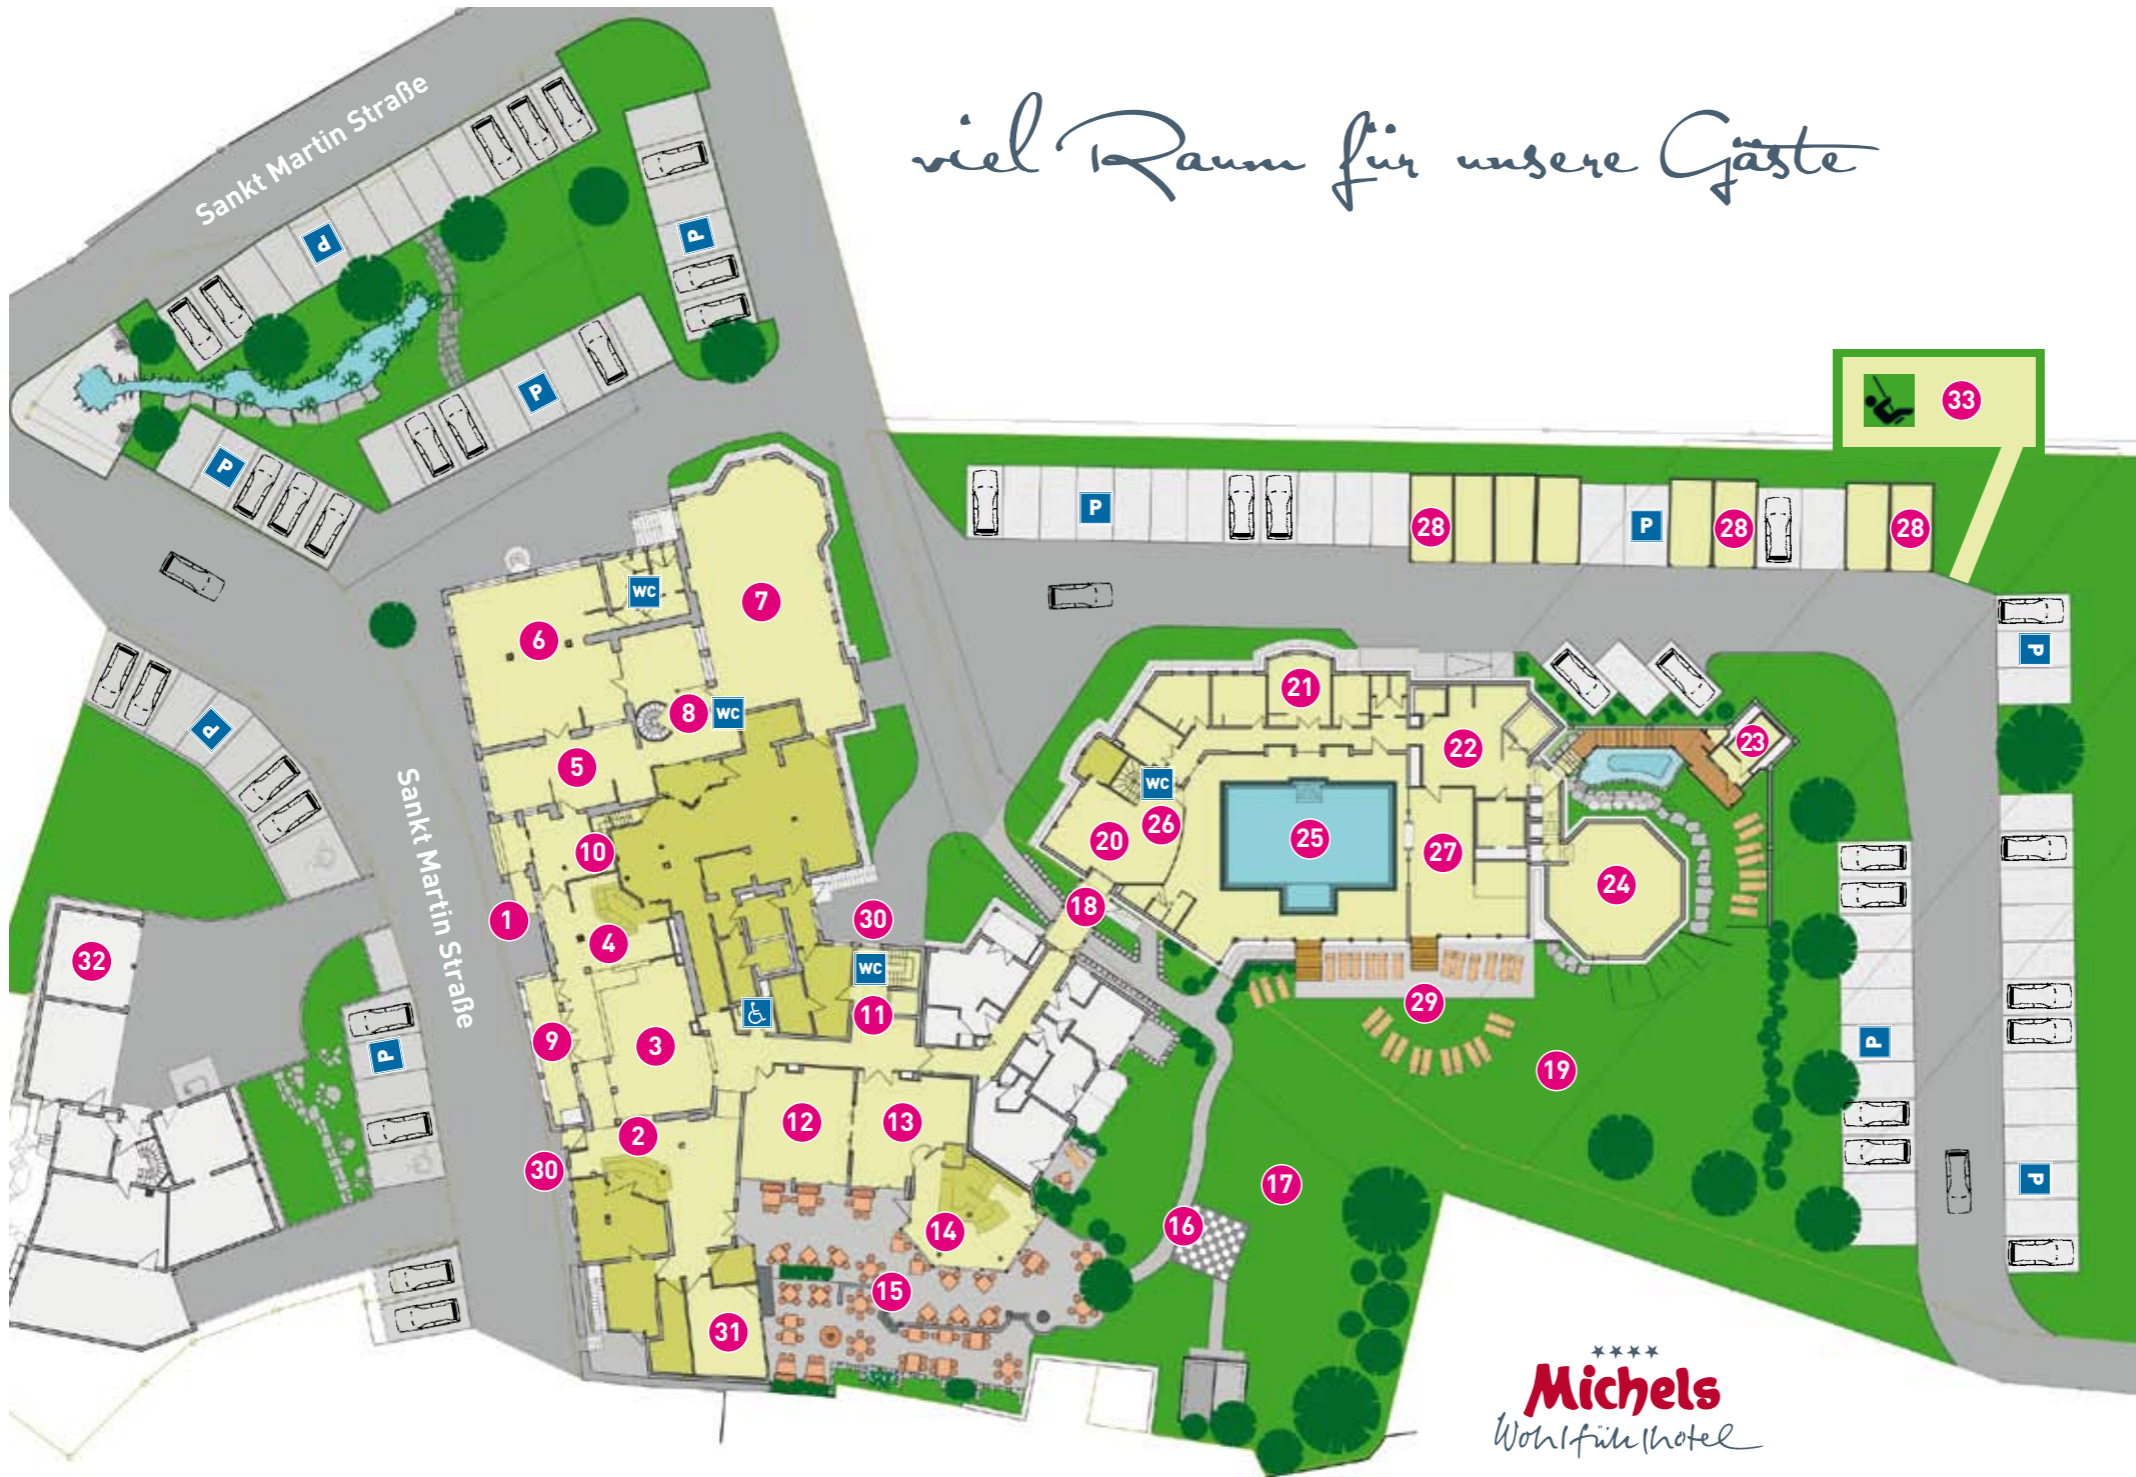 viel Raum für unsere Gäste
Sankt Martin Straße
P
P
P
P
33
P
P
28
P
28
28
WC
7
6
P
P
21
8
WC
5
22
23
WC
26
25
20
10
27
24
18
1
30
4
32
WC
29
11
3
9
P
P
19
Sankt Martin Straße
12
13
2
30
17
P
16
14
15
31
Michels
Wohlfühlhotel